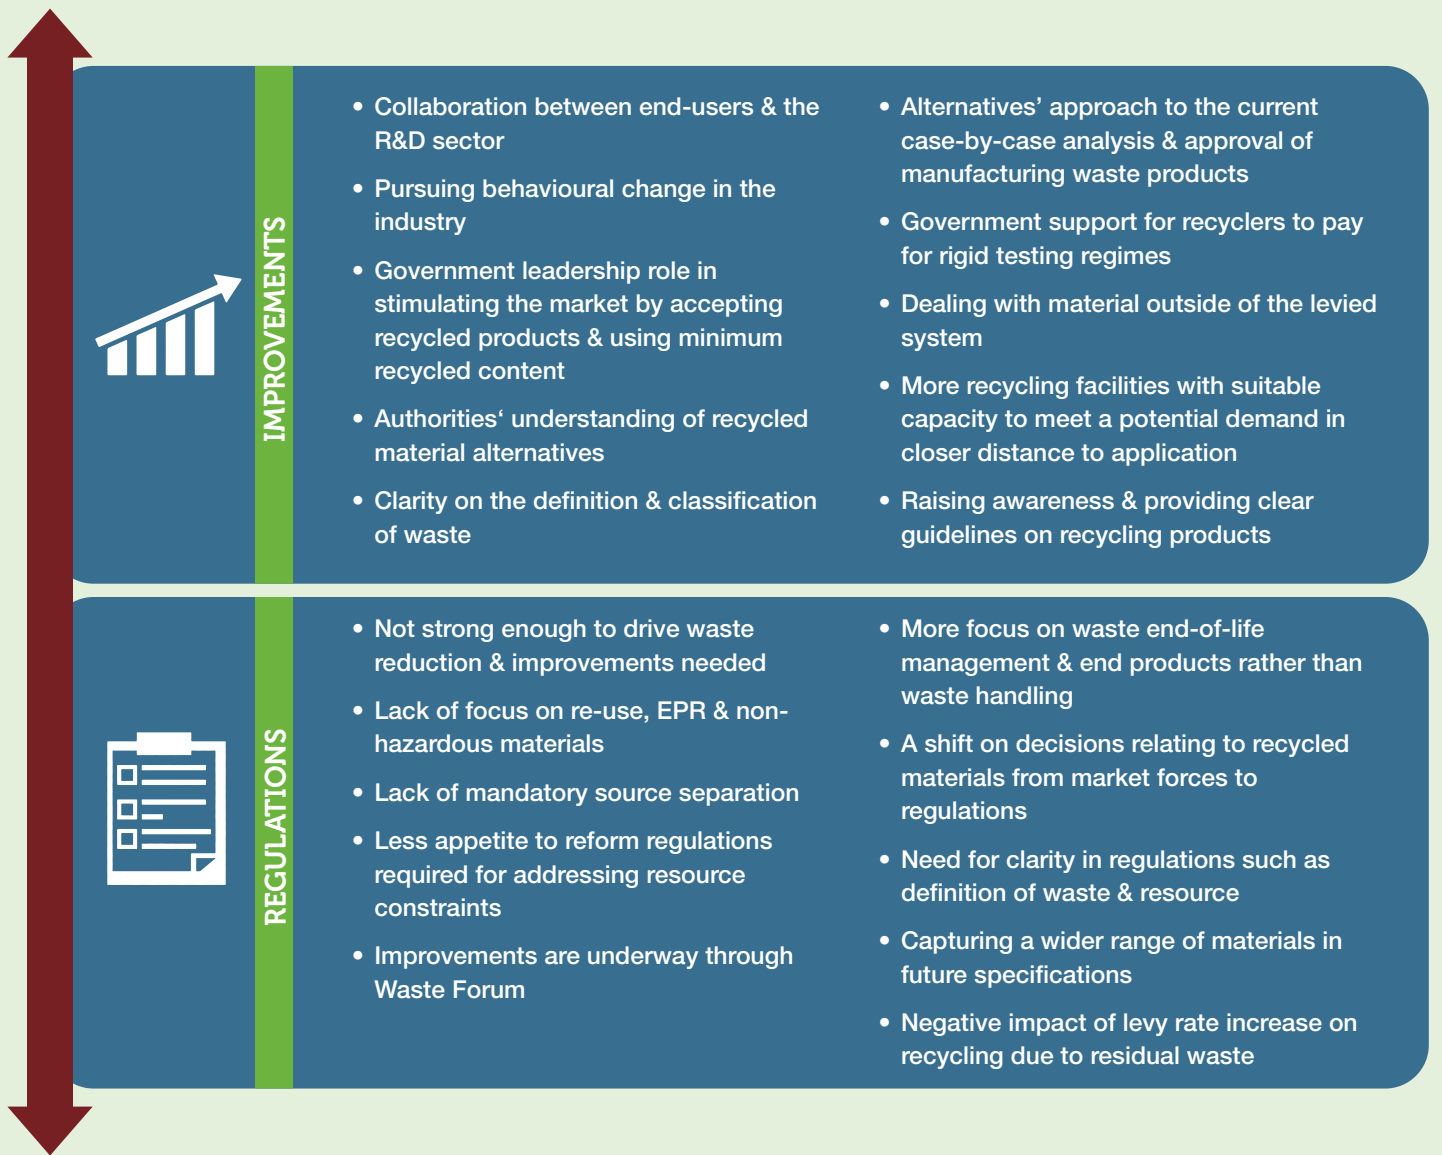 IMPROVEMENTS
• Collaboration between end-users & the
R&D sector
• Pursuing behavioural change in the
industry
• Government leadership role in
stimulating the market by accepting
recycled products & using minimum
recycled content
• Authorities‘ understanding of recycled
material alternatives
• Clarity on the definition & classification
of waste
• Alternatives’ approach to the current
case-by-case analysis & approval of
manufacturing waste products
• Government support for recyclers to pay
for rigid testing regimes
• Dealing with material outside of the levied
system
• More recycling facilities with suitable
capacity to meet a potential demand in
closer distance to application
• Raising awareness & providing clear
guidelines on recycling products
REGULATIONS
• Not strong enough to drive waste
reduction & improvements needed
• Lack of focus on re-use, EPR & non-
hazardous materials
• Lack of mandatory source separation
• Less appetite to reform regulations
required for addressing resource
constraints
• Improvements are underway through
Waste Forum
• More focus on waste end-of-life
management & end products rather than
waste handling
• A shift on decisions relating to recycled
materials from market forces to
regulations
• Need for clarity in regulations such as
definition of waste & resource
• Capturing a wider range of materials in
future specifications
• Negative impact of levy rate increase on
recycling due to residual waste